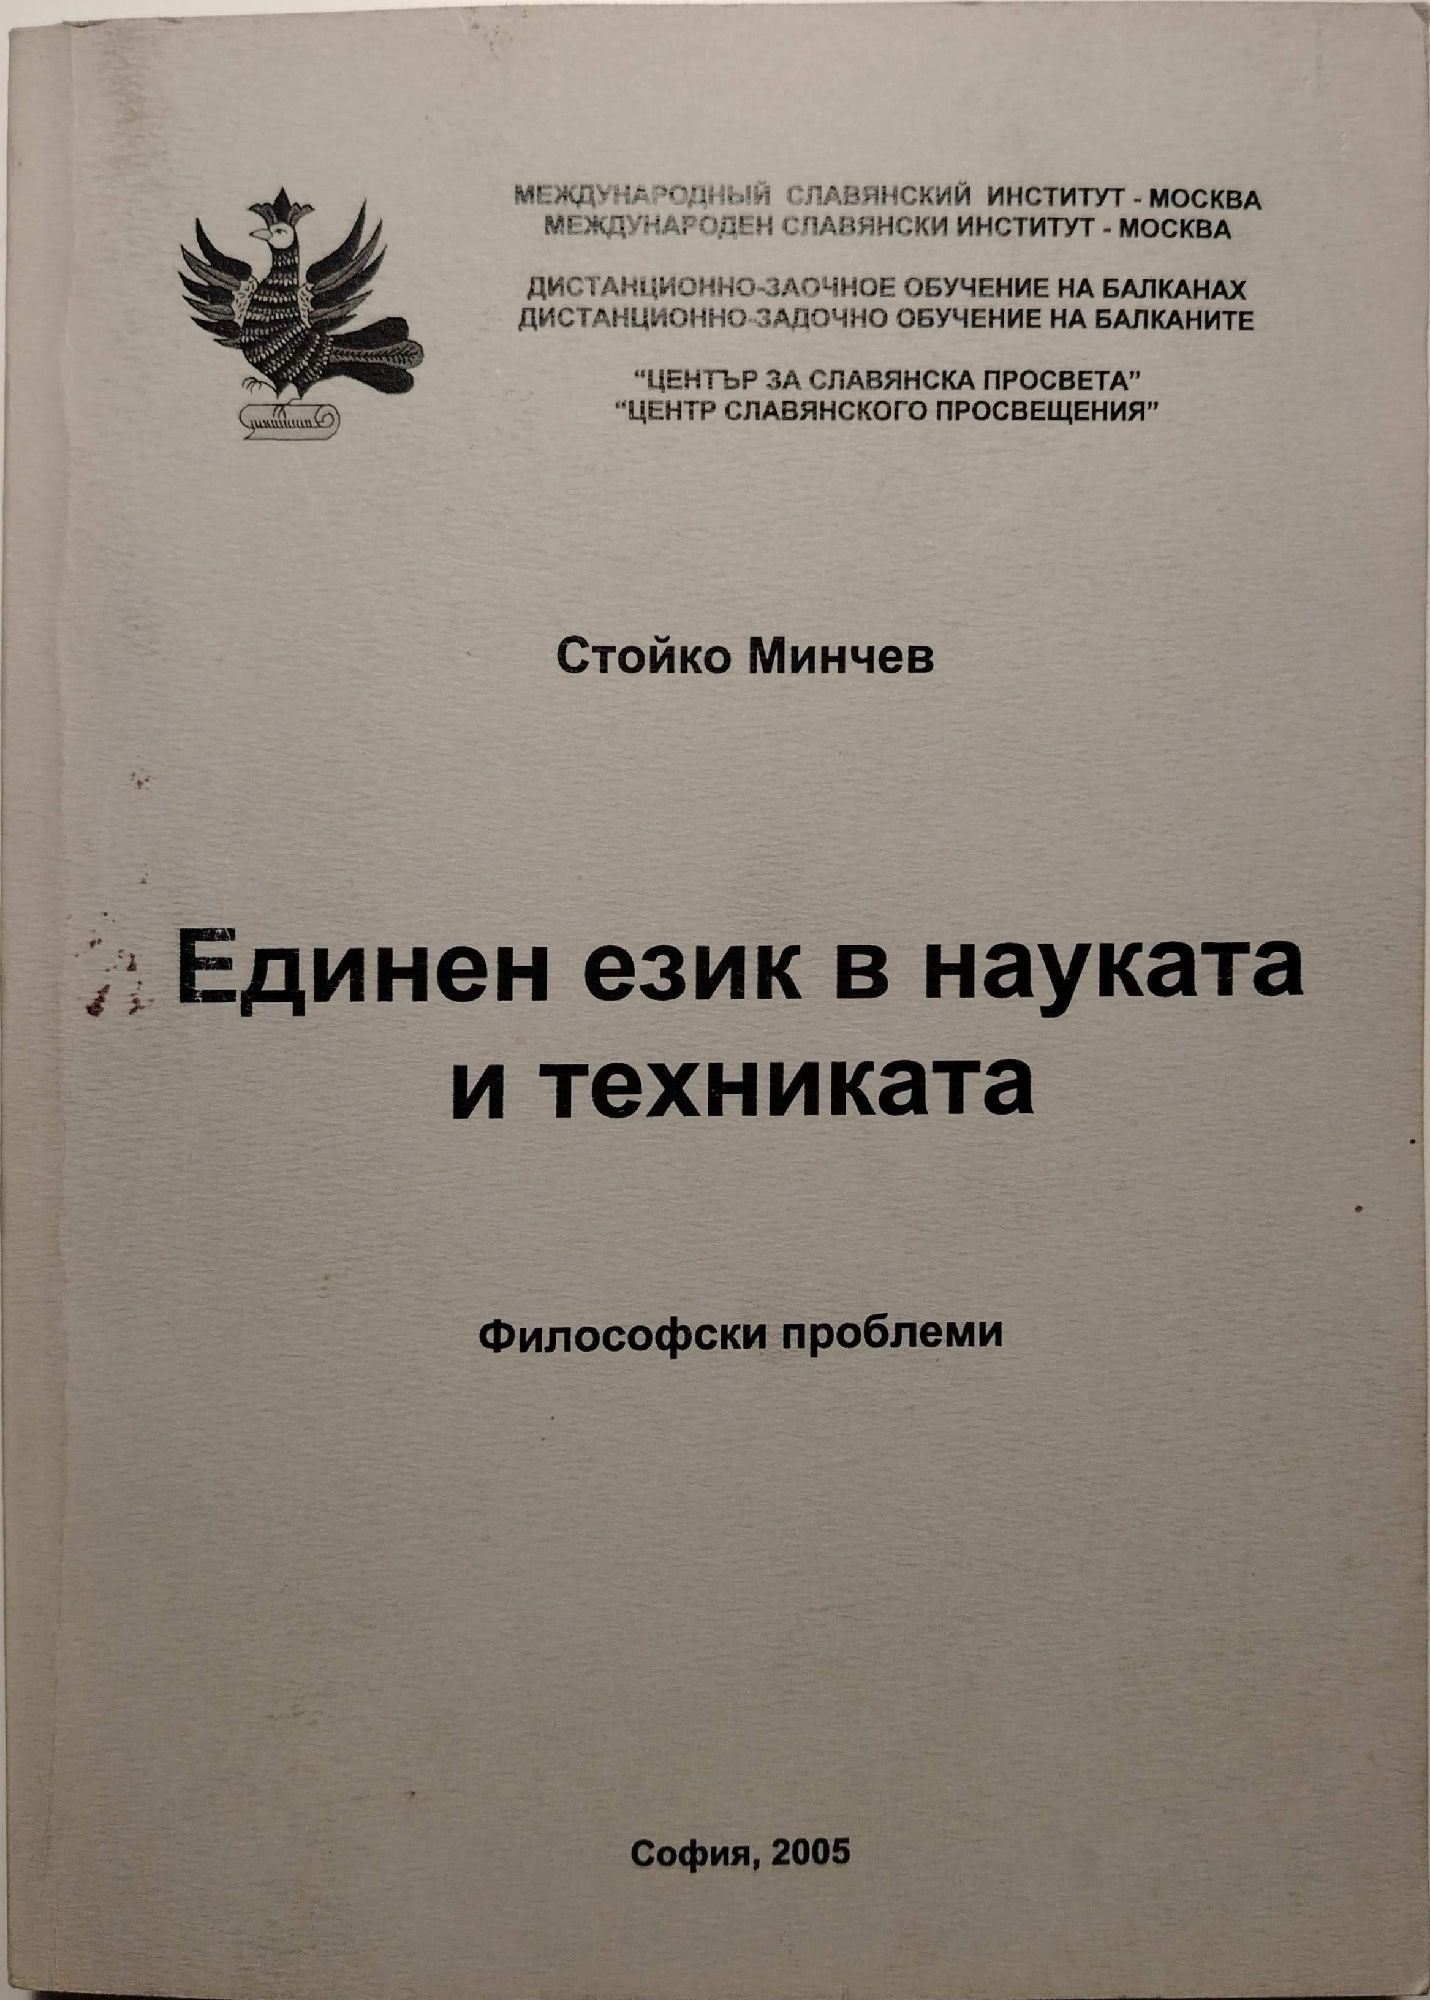 МЕЖДУНАРОДНЫЙ СЛАВЯНСКИЙ ИНСТИТУТ - МОСКВА
МЕЖДУНАРОДЕН СЛАВЯНСКИ ИНСТИТУТ - МОСКВА
ДИСТАНЦИОННО-ЗАОЧНОЕ ОБУЧЕНИЕ НА БАЛКАНАХ
ДИСТАНЦИОННО-ЗАДОЧНО ОБУЧЕНИЕ НА БАЛКАНИТЕ
“ЦЕНТЪР ЗА СЛАВЯНСКА ПРОСВЕТА”
“ЦЕНТР СЛАВЯНСКОГО ПРОСВЕЩЕНИЯ”
Стойко Минчев
Единен език в науката
и техниката
Философски проблеми
София, 2005